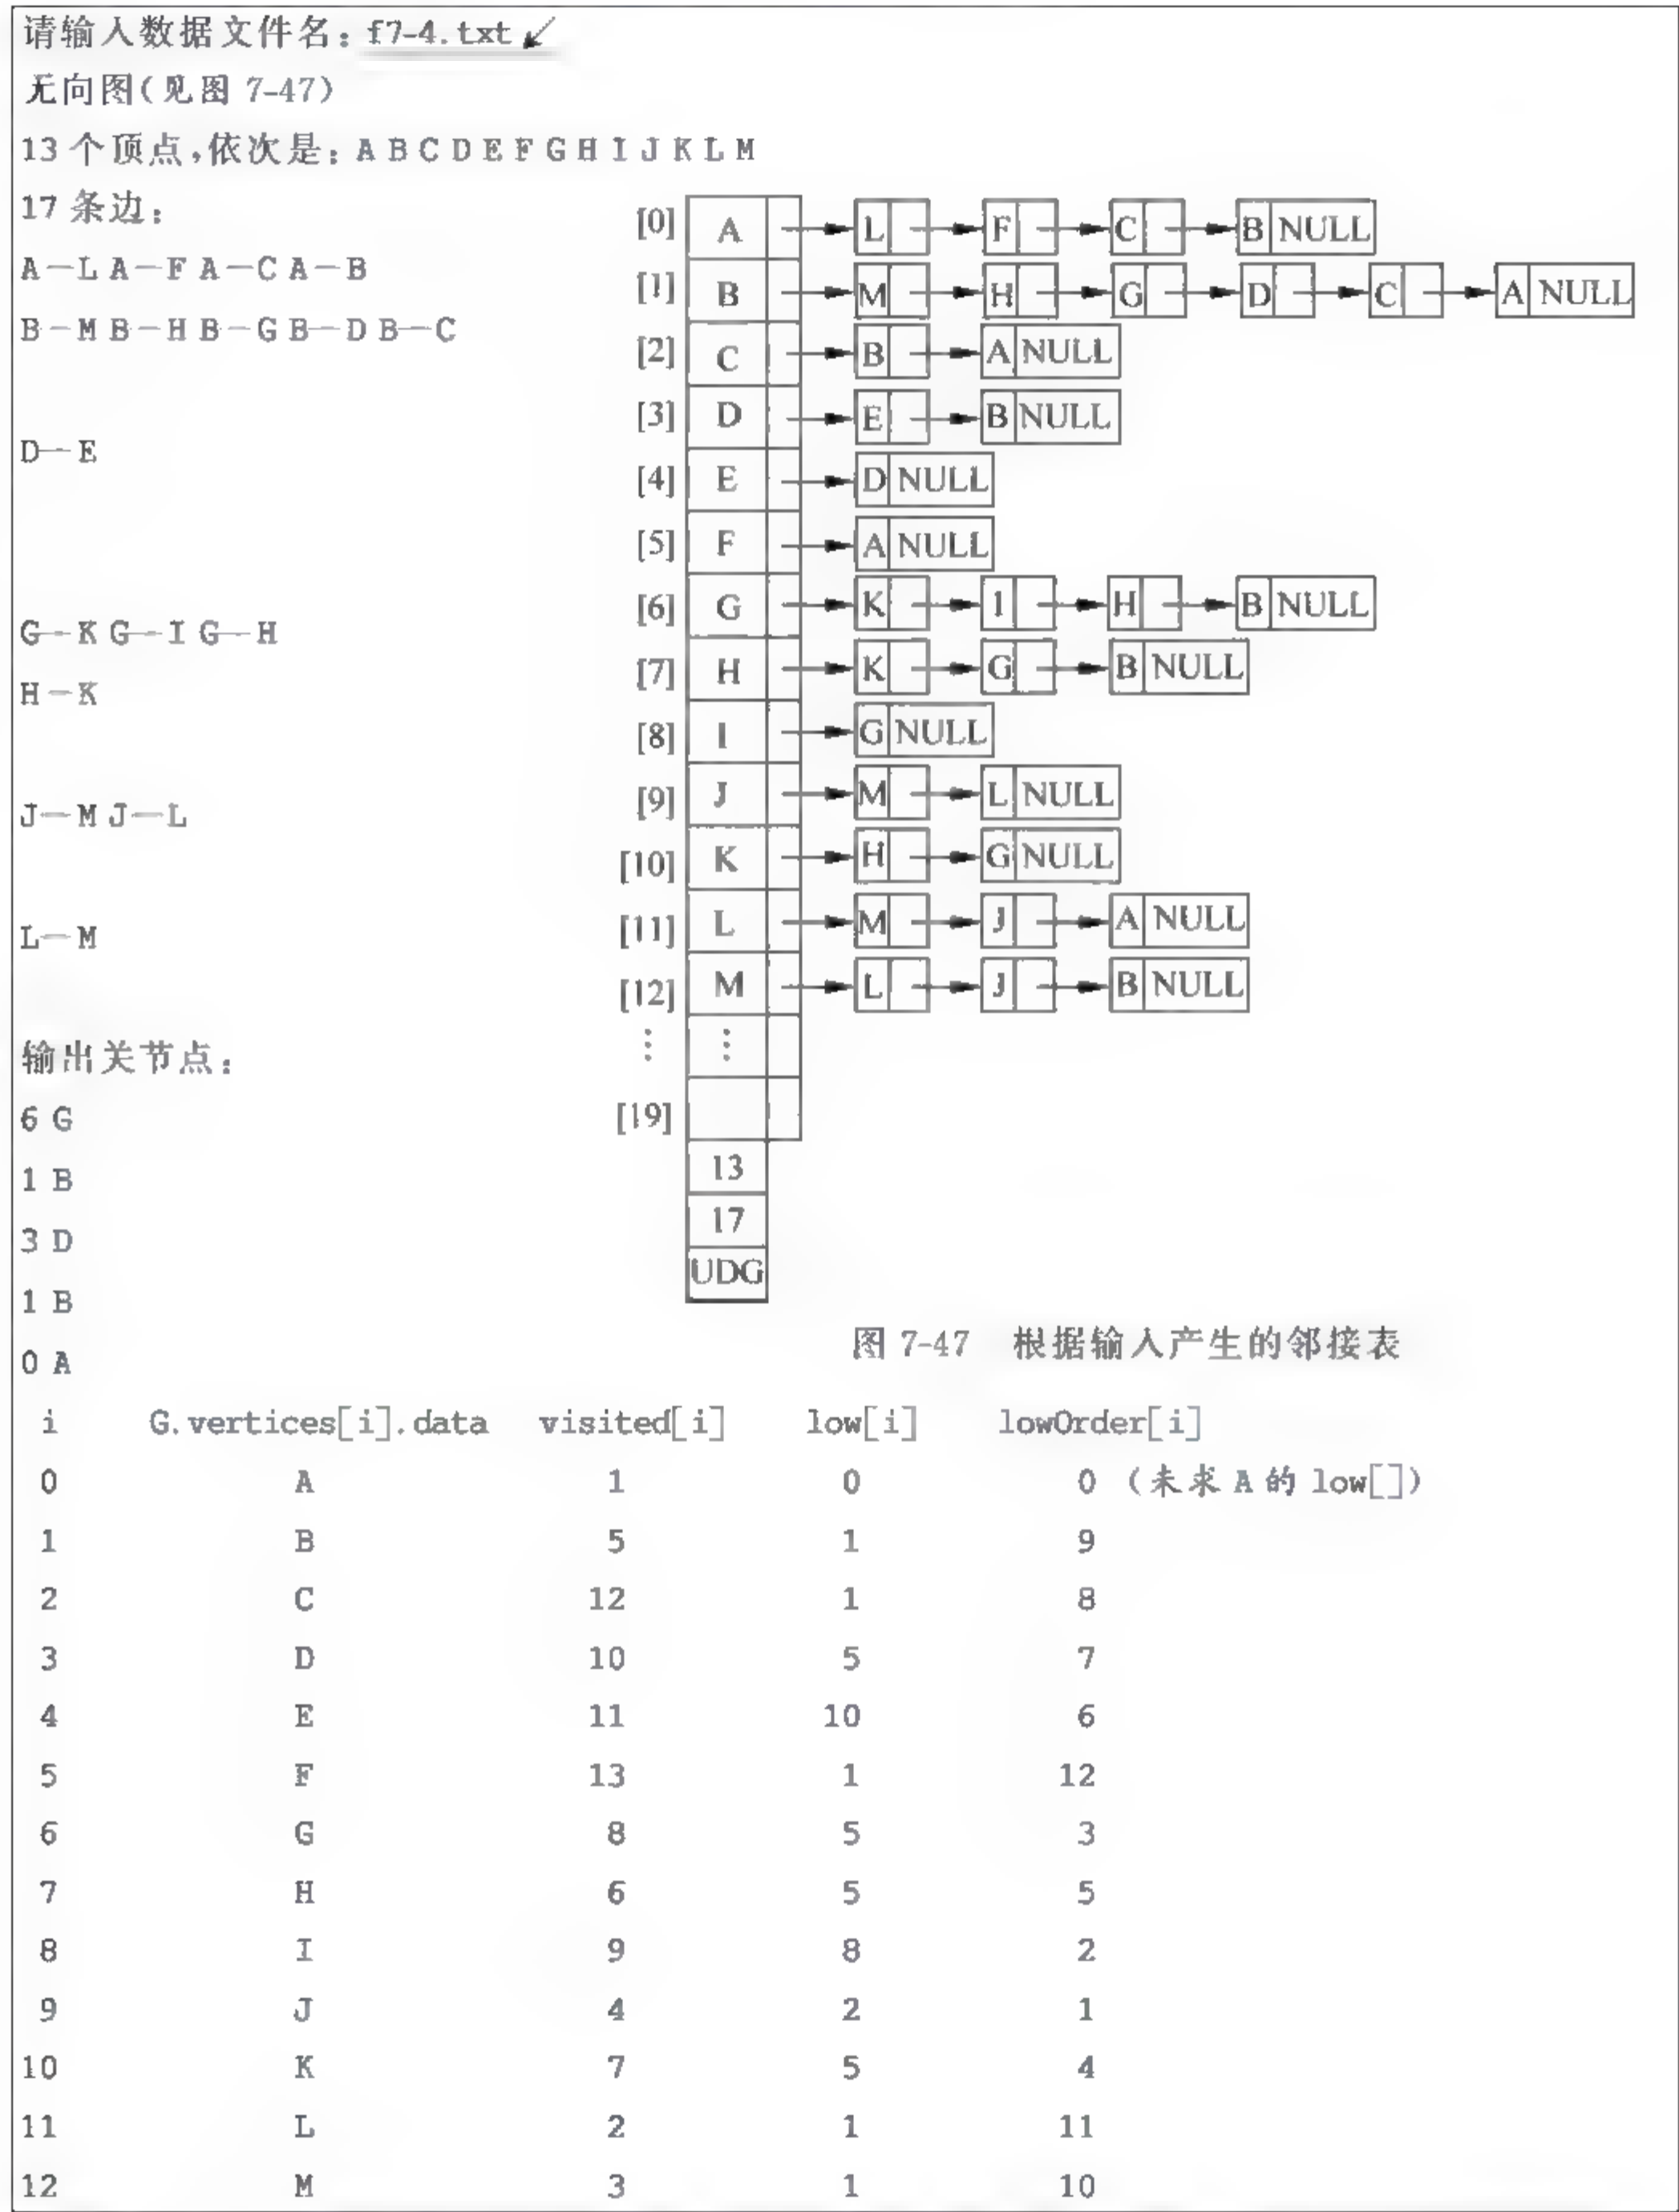 请输入数据文件名：f7-4.txt↙
无向图(见图 7-47)
13 个顶点,依次是：A B C D E F G H I J K L M
17 条边：
A—L A—F A—C A—B
B—M B—H B—G B—D B—C
D—E
G—K G—I G—H
H—K
J—M J—L
L—M
输出关节点：
6 G
1 B
3 D
1 B
0 A
[0] A L F C B NULL
[1] B M H G D C A NULL
[2] C B A NULL
[3] D E B NULL
[4] E D NULL
[5] F A NULL
[6] G K I H B NULL
[7] H K G B NULL
[8] I G NULL
[9] J M L NULL
[10] K H G NULL
[11] L M J A NULL
[12] M L J B NULL
⋮ ⋮
[19]
13
17
UDG
图 7-47 根据输入产生的邻接表
i G.vertices[i].data visited[i] low[i] lowOrder[i]
0 A 1 0 0 (未求 A 的 low[])
1 B 5 1 9
2 C 12 1 8
3 D 10 5 7
4 E 11 10 6
5 F 13 1 12
6 G 8 5 3
7 H 6 5 5
8 I 9 8 2
9 J 4 2 1
10 K 7 5 4
11 L 2 1 11
12 M 3 1 10